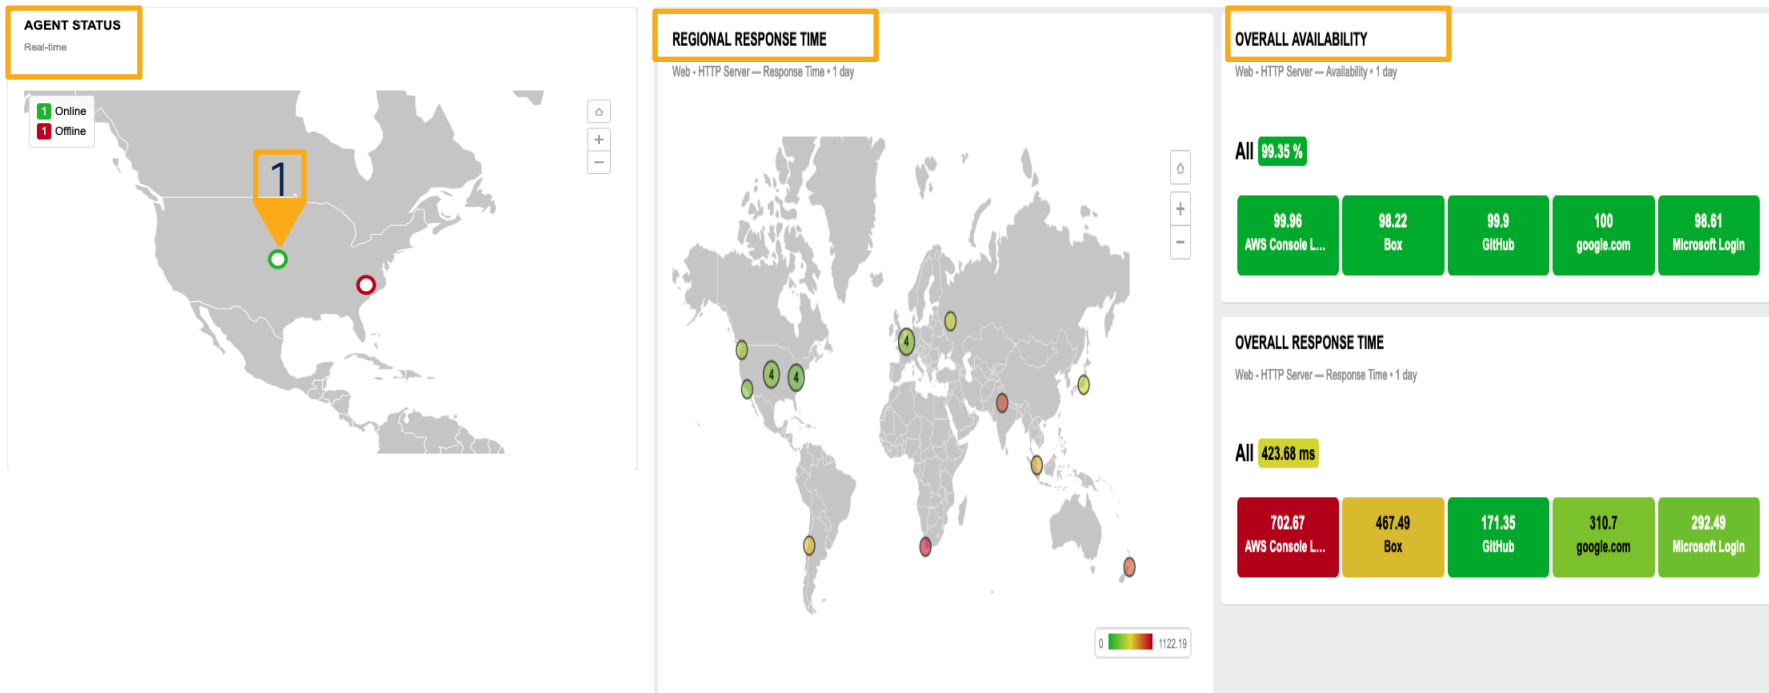 AGENT STATUS
Real-time
1 Online
1 Offline
1
REGIONAL RESPONSE TIME
Web - HTTP Server — Response Time • 1 day
4
4
4
0
1122.19
OVERALL AVAILABILITY
Web - HTTP Server — Availability • 1 day
All 99.35 %
99.96
AWS Console L...
98.22
Box
99.9
GitHub
100
google.com
98.61
Microsoft Login
OVERALL RESPONSE TIME
Web - HTTP Server — Response Time • 1 day
All 423.68 ms
702.67
AWS Console L...
467.49
Box
171.35
GitHub
310.7
google.com
292.49
Microsoft Login